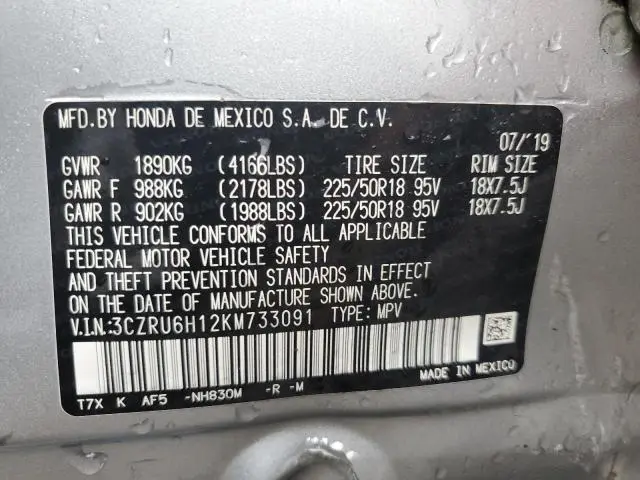 MFD.BY HONDA DE MEXICO S.A. DE C.V.
07/'19
GVWR 1890KG (4166LBS) TIRE SIZE RIM SIZE
GAWR F 988KG (2178LBS) 225/50R18 95V 18X7.5J
GAWR R 902KG (1988LBS) 225/50R18 95V 18X7.5J
THIS VEHICLE CONFORMS TO ALL APPLICABLE
FEDERAL MOTOR VEHICLE SAFETY
AND THEFT PREVENTION STANDARDS IN EFFECT
ON THE DATE OF MANUFACTURE SHOWN ABOVE.
V.I.N:3CZRU6H12KM733091 TYPE: MPV
T7X K AF5 -NH830M -R -M
MADE IN MEXICO